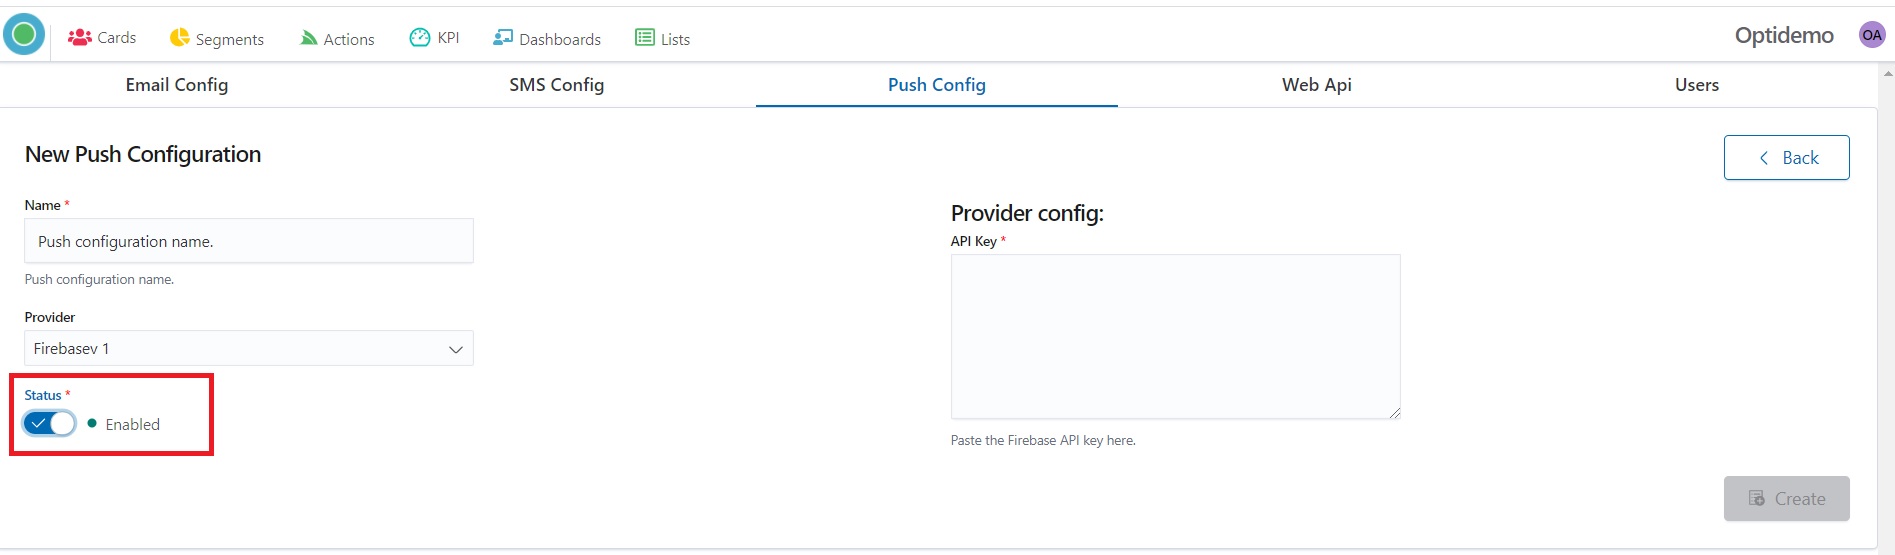 Cards Segments Actions KPI Dashboards Lists Optidemo OA
Email Config SMS Config Push Config Web Api Users
New Push Configuration
Back
Name *
Push configuration name.
Push configuration name.
Provider
Firebasev 1
Status *
Enabled
Provider config:
API Key *
Paste the Firebase API key here.
Create